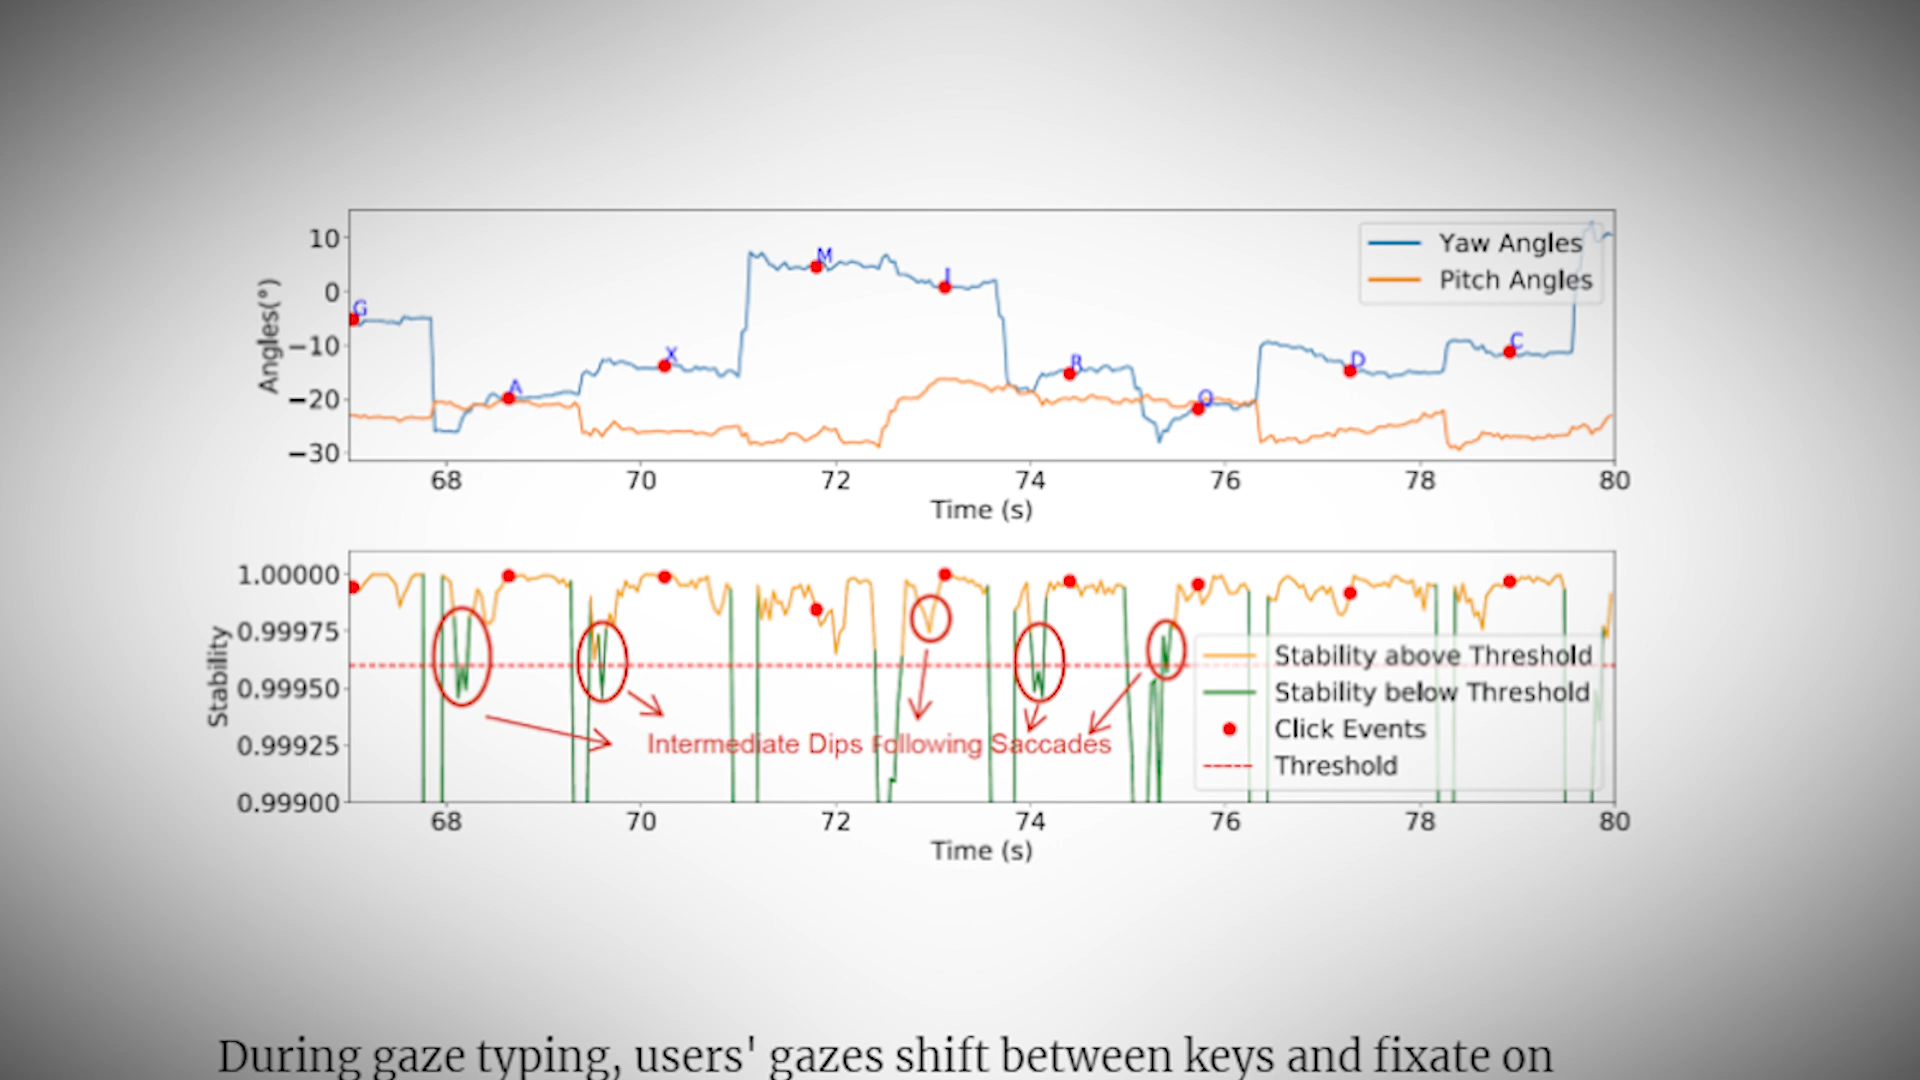 10
0
−10
−20
−30
Angles(°)
G
A
X
M
I
R
O
D
C
Yaw Angles
Pitch Angles
68 70 72 74 76 78 80
Time (s)
1.00000
0.99975
0.99950
0.99925
0.99900
Stability
Intermediate Dips Following Saccades
Stability above Threshold
Stability below Threshold
Click Events
Threshold
68 70 72 74 76 78 80
Time (s)
During gaze typing, users' gazes shift between keys and fixate on